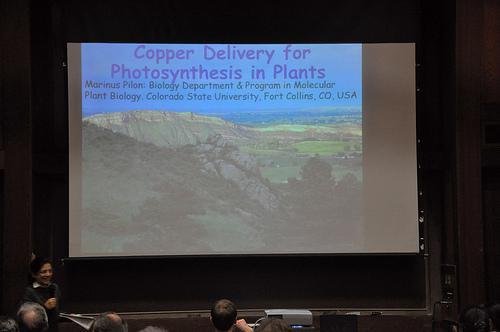 Copper Delivery for
Photosynthesis in Plants
Marinus Pilon: Biology Department & Program in Molecular
Plant Biology. Colorado State University, Fort Collins, CO, USA